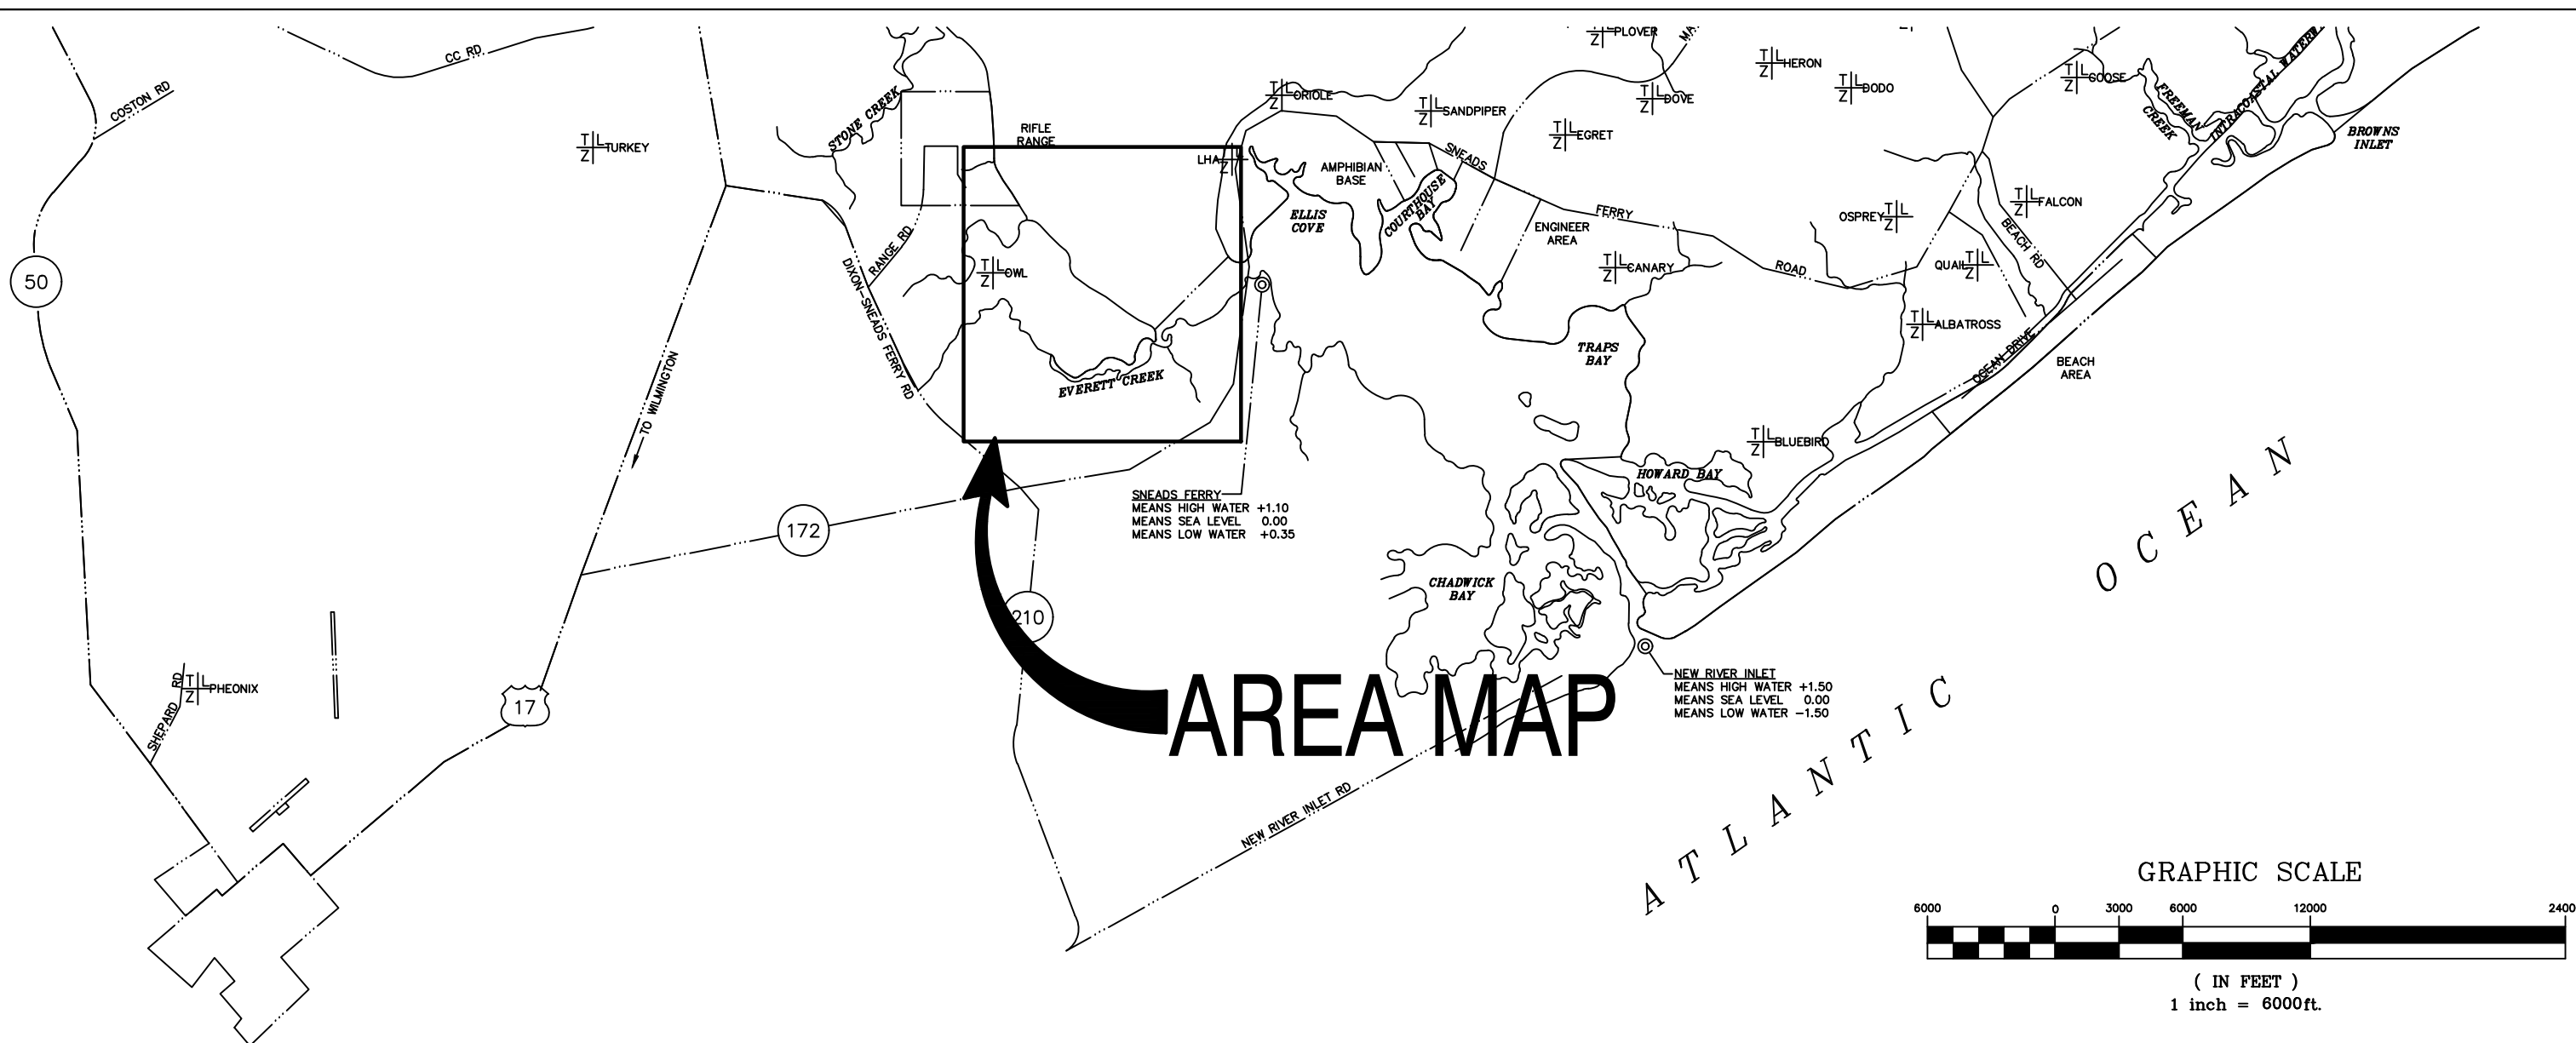 COSTON RD
CC RD
50
T L
Z TURKEY
STONE CREEK
RIFLE
RANGE
RANGE RD
DIXON-SNEADS FERRY RD
TO WILMINGTON
T L
Z OWL
EVERETT CREEK
LHA Z
L
T L
Z ORIOLE
ELLIS
COVE
AMPHIBIAN
BASE
COURTHOUSE
BAY
T L
Z SANDPIPER
SNEADS
FERRY
ROAD
T L
Z PLOVER
MA
T L
Z DOVE
T L
Z EGRET
ENGINEER
AREA
T L
Z CANARY
T L
Z HERON
T L
Z DODO
T L
Z GOOSE
FREEMAN
CREEK
INTRACOASTAL WATERW
BROWNS
INLET
T L
OSPREY Z
T L
Z FALCON
BEACH RD
T L
QUAIL Z
T L
Z ALBATROSS
OCEAN DRIVE
BEACH
AREA
TRAPS
BAY
T L
Z BLUEBIRD
HOWARD BAY
SNEADS FERRY
MEANS HIGH WATER +1.10
MEANS SEA LEVEL 0.00
MEANS LOW WATER +0.35
172
210
CHADWICK
BAY
NEW RIVER INLET
MEANS HIGH WATER +1.50
MEANS SEA LEVEL 0.00
MEANS LOW WATER -1.50
T L
Z PHEONIX
SHEPARD RD
17
AREA MAP
NEW RIVER INLET RD
ATLANTIC OCEAN
GRAPHIC SCALE
6000 0 3000 6000 12000 2400
( IN FEET )
1 inch = 6000ft.